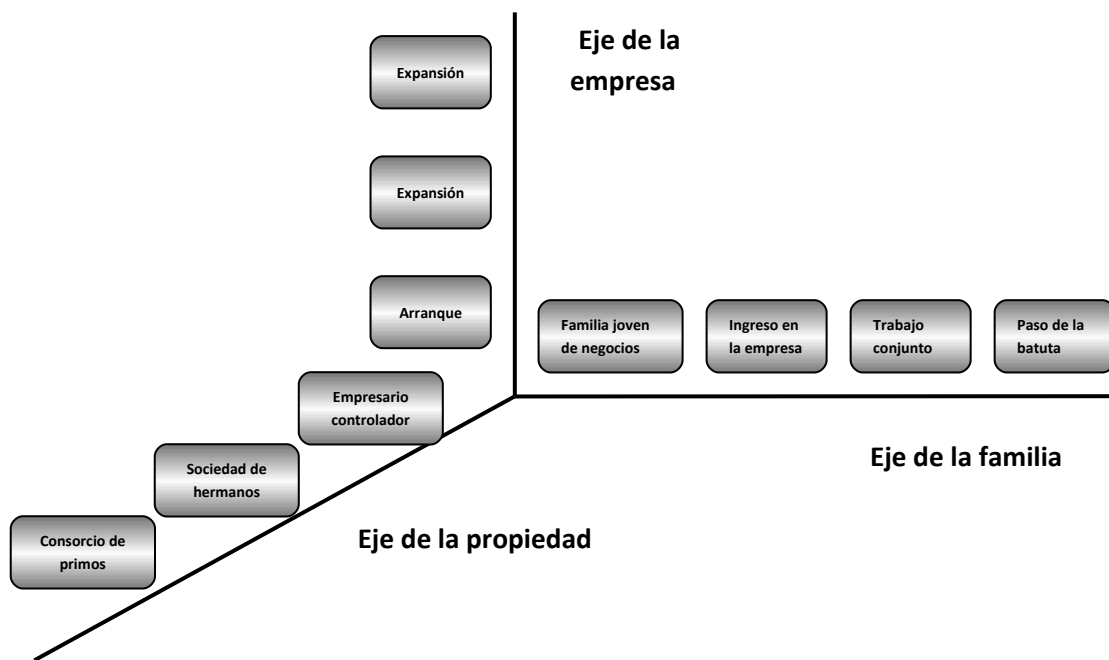 Eje de la
empresa
Expansión
Expansión
Arranque
Familia joven
de negocios
Ingreso en
la empresa
Trabajo
conjunto
Paso de la
batuta
Empresario
controlador
Eje de la familia
Sociedad de
hermanos
Eje de la propiedad
Consorcio de
primos